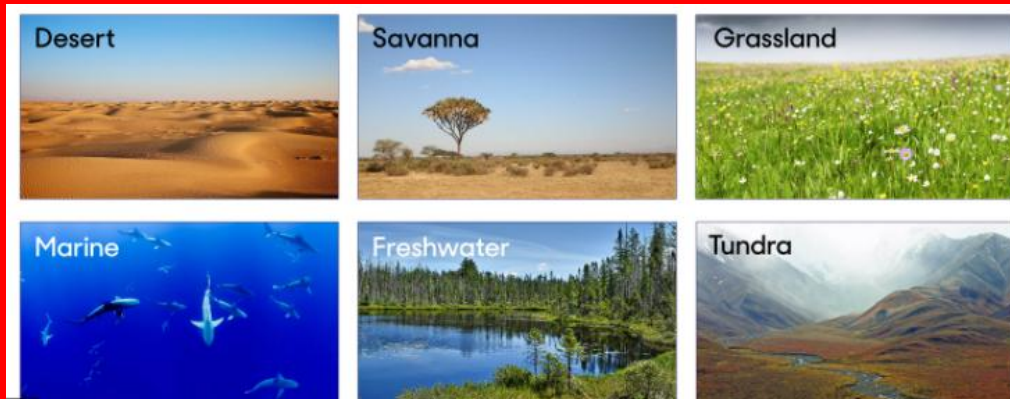 Desert
Savanna
Grassland
Marine
Freshwater
Tundra